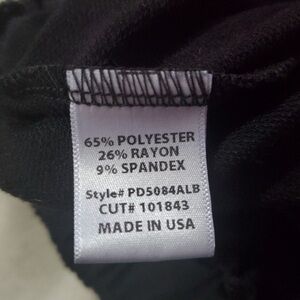 65% POLYESTER
26% RAYON
9% SPANDEX
Style# PD5084ALB
CUT# 101843
MADE IN USA